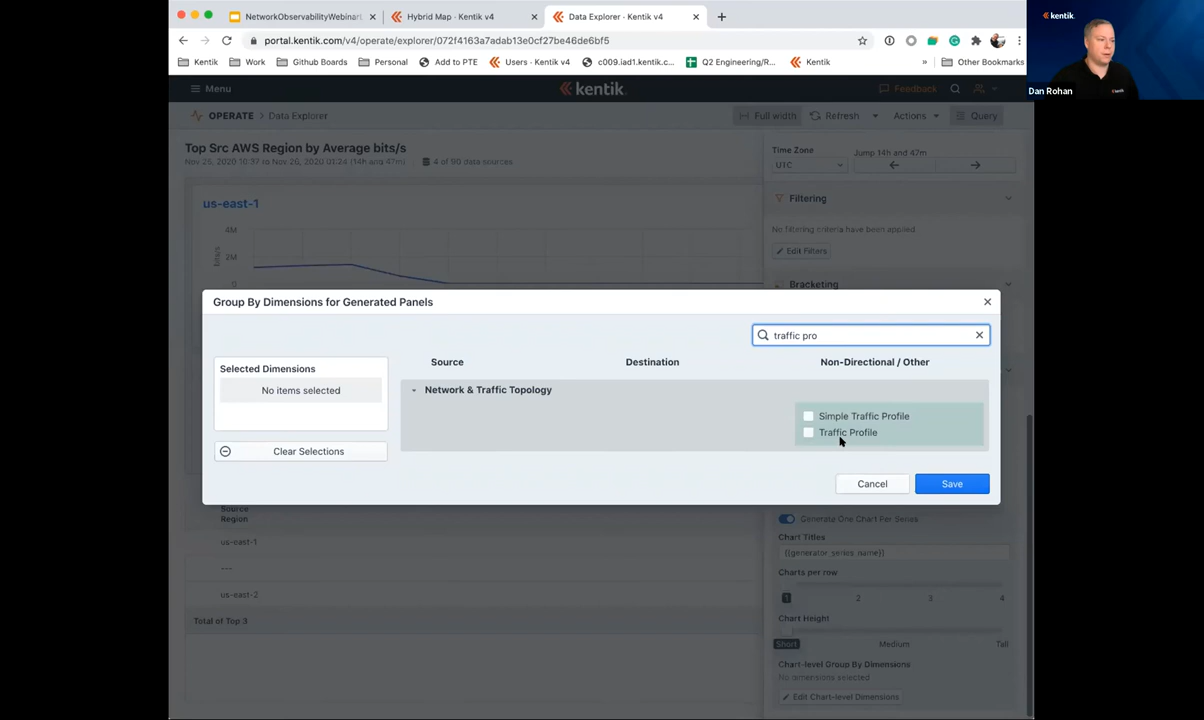 NetworkObservabilityWebinar
Hybrid Map - Kentik v4
Data Explorer - Kentik v4
portal.kentik.com/v4/operate/explorer/072f4163a7adab13e0cf27be46de6bf5
Kentik
Work
Github Boards
Personal
Add to PTE
Users - Kentik v4
c009.iad1.kentik.c...
Q2 Engineering/R...
Kentik
»
Other Bookmarks
kentik
Dan Rohan
Menu
kentik
Feedback
OPERATE > Data Explorer
Full width
Refresh
Actions
Query
Top Src AWS Region by Average bits/s
Nov 25, 2020 10:37 to Nov 26, 2020 01:24 (14h and 47m)
4 of 90 data sources
Time Zone
Jump 14h and 47m
UTC
Filtering
No filtering criteria have been applied
Edit Filters
Bracketing
us-east-1
4M
2M
0
bits/s
Group By Dimensions for Generated Panels
traffic pro
Selected Dimensions
No items selected
Clear Selections
Source
Destination
Non-Directional / Other
Network & Traffic Topology
Simple Traffic Profile
Traffic Profile
Cancel
Save
Source
Region
us-east-1
---
us-east-2
Total of Top 3
Generate One Chart Per Series
Chart Titles
{{generator_series_name}}
Charts per row
1 2 3 4
Chart Height
Short Medium Tall
Chart-level Group By Dimensions
No dimensions selected
Edit Chart-level Dimensions